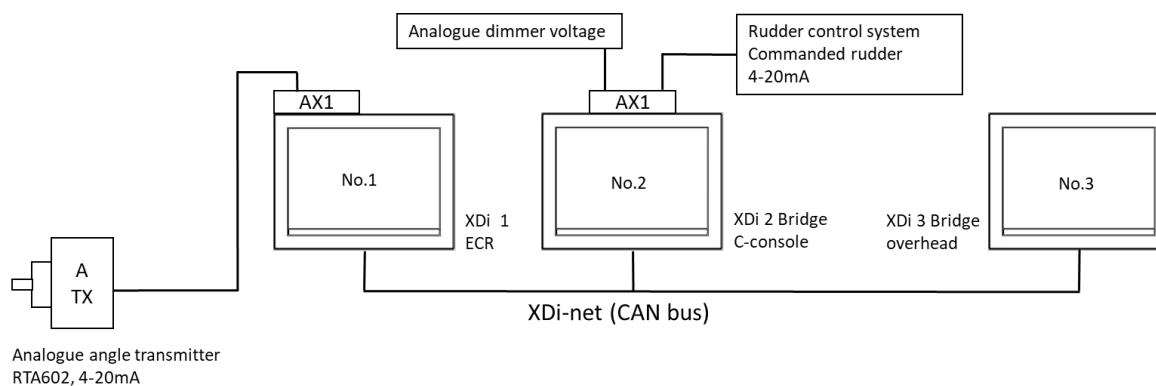 Analogue dimmer voltage
Rudder control system
Commanded rudder
4-20mA
AX1
AX1
No.1
No.2
No.3
XDi 1
ECR
XDi 2 Bridge
C-console
XDi 3 Bridge
overhead
A
TX
XDi-net (CAN bus)
Analogue angle transmitter
RTA602, 4-20mA